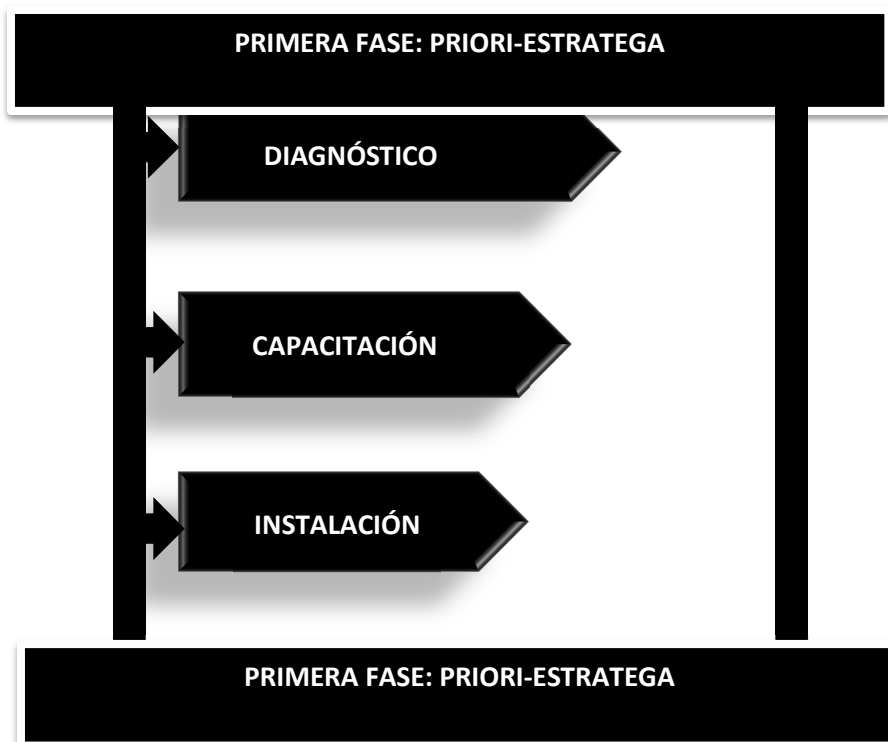 PRIMERA FASE: PRIORI-ESTRATEGA
DIAGNÓSTICO
CAPACITACIÓN
INSTALACIÓN
PRIMERA FASE: PRIORI-ESTRATEGA